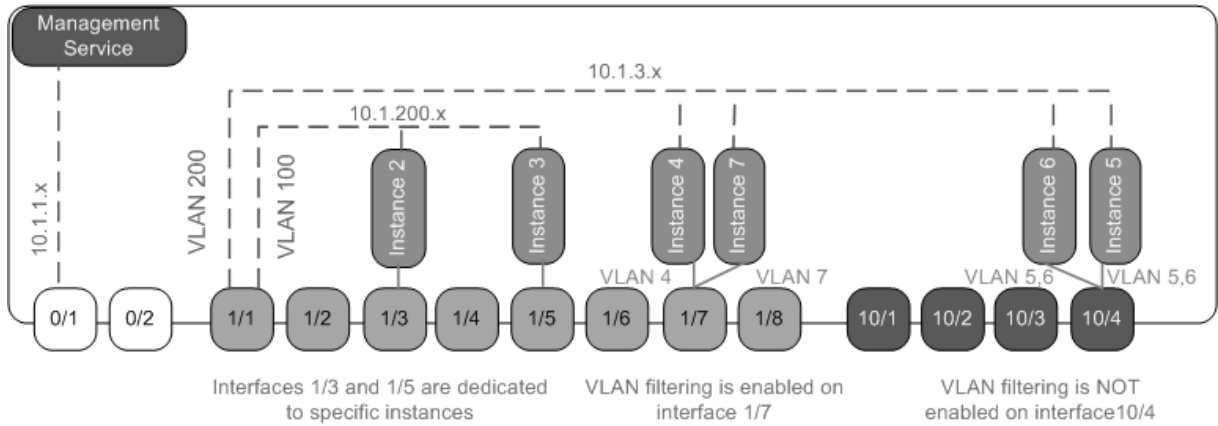 Management
Service
10.1.3.x
10.1.200.x
10.1.1.x
VLAN 200
VLAN 100
Instance 2
Instance 3
Instance 4
Instance 7
Instance 6
Instance 5
VLAN 4
VLAN 7
VLAN 5,6
VLAN 5,6
0/1
0/2
1/1
1/2
1/3
1/4
1/5
1/6
1/7
1/8
10/1
10/2
10/3
10/4
Interfaces 1/3 and 1/5 are dedicated
to specific instances
VLAN filtering is enabled on
interface 1/7
VLAN filtering is NOT
enabled on interface10/4